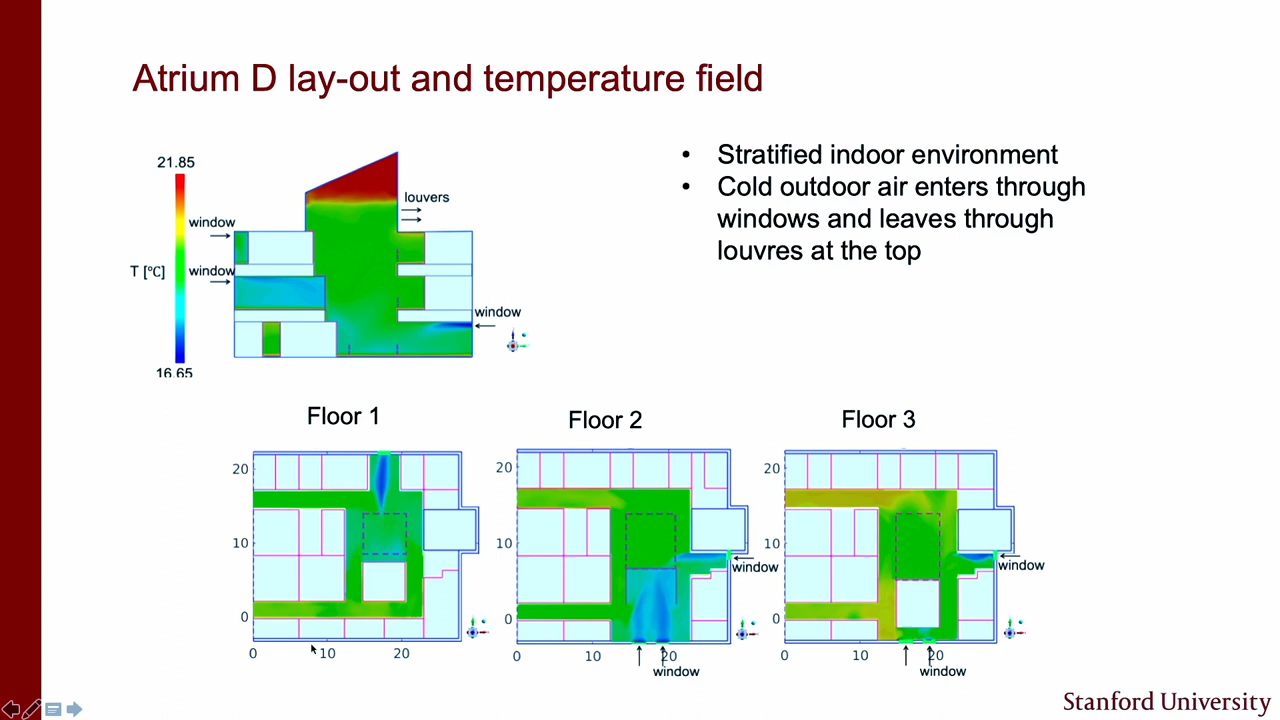 Atrium D lay-out and temperature field
21.85
window
T [℃]
window
16.65
louvers
window
• Stratified indoor environment
• Cold outdoor air enters through
windows and leaves through
louvres at the top
Floor 1
20
10
0
0 10 20
Floor 2
20
10
0
0 10 20
window
window
Floor 3
20
10
0
0 10 20
window
window
Stanford University